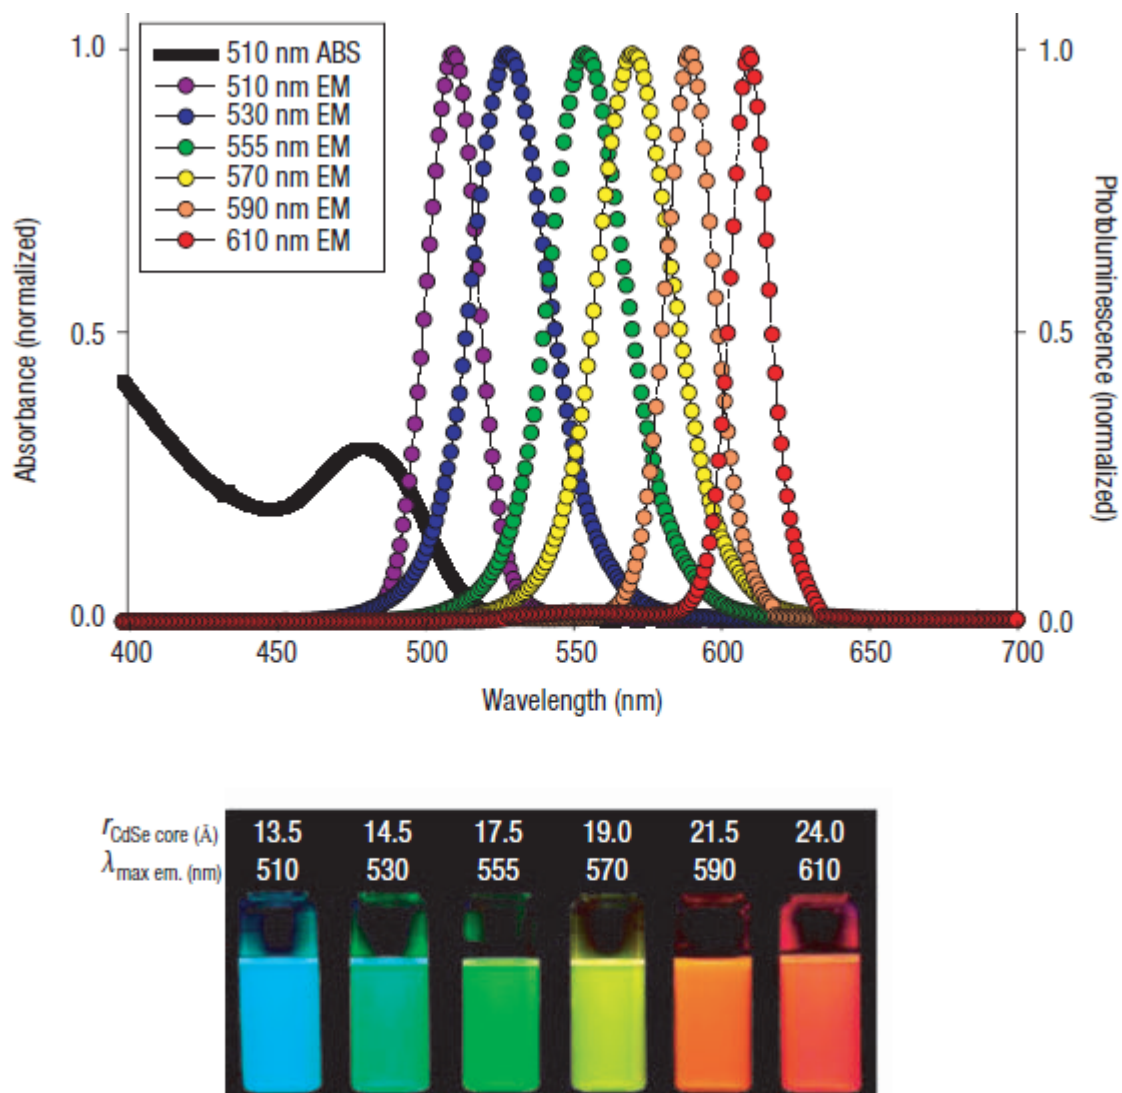 1.0
0.5
0.0
Absorbance (normalized)
510 nm ABS
510 nm EM
530 nm EM
555 nm EM
570 nm EM
590 nm EM
610 nm EM
1.0
0.5
0.0
Photoluminescence (normalized)
400 450 500 550 600 650 700
Wavelength (nm)
rCdSe core (Å) 13.5 14.5 17.5 19.0 21.5 24.0
λmax em. (nm) 510 530 555 570 590 610